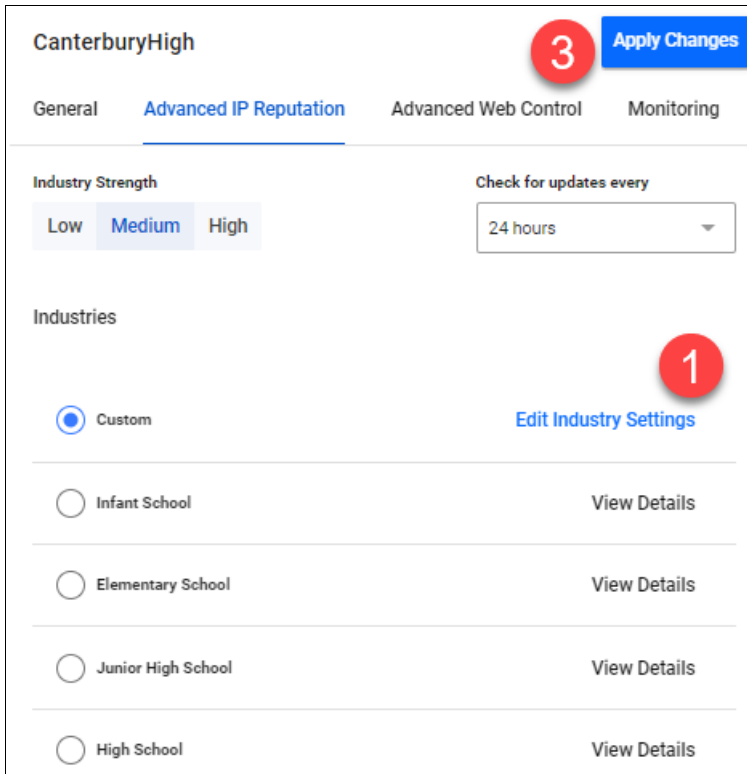 CanterburyHigh
3
Apply Changes
General Advanced IP Reputation Advanced Web Control Monitoring
Industry Strength
Check for updates every
Low Medium High
24 hours
Industries
1
Custom
Edit Industry Settings
Infant School
View Details
Elementary School
View Details
Junior High School
View Details
High School
View Details